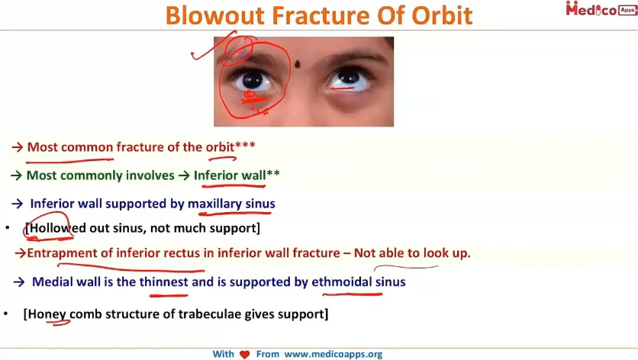 Blowout Fracture Of Orbit
Medico Apps
→ Most common fracture of the orbit***
→ Most commonly involves → Inferior wall**
→ Inferior wall supported by maxillary sinus
• [Hollowed out sinus, not much support]
→Entrapment of inferior rectus in inferior wall fracture – Not able to look up.
→ Medial wall is the thinnest and is supported by ethmoidal sinus
• [Honey comb structure of trabeculae gives support]
With ♥ From www.medicoapps.org